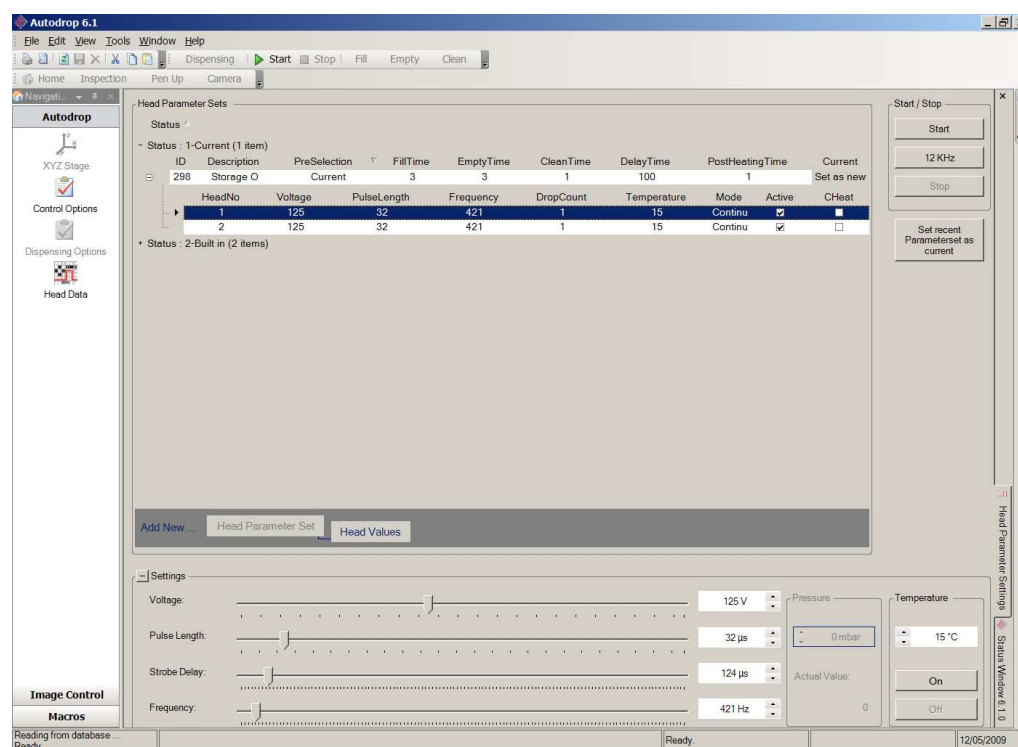 Autodrop 6.1
File Edit View Tools Window Help
Dispensing Start Stop Fill Empty Clean
Home Inspection Pen Up Camera
Navigati...
Autodrop
XYZ Stage
Control Options
Dispensing Options
Head Data
Image Control
Macros
Head Parameter Sets
Status
- Status : 1-Current (1 item)
ID Description PreSelection FillTime EmptyTime CleanTime DelayTime PostHeatingTime Current
298 Storage O Current 3 3 1 100 1 Set as new
HeadNo Voltage PulseLength Frequency DropCount Temperature Mode Active CHeat
1 125 32 421 1 15 Continu
2 125 32 421 1 15 Continu
+ Status : 2-Built in (2 items)
Add New ... Head Parameter Set Head Values
Start / Stop
Start
12 KHz
Stop
Set recent
Parameterset as
current
Head Parameter Settings
Status Window 6.1.0
Settings
Voltage: 125 V
Pulse Length: 32 µs
Strobe Delay: 124 µs
Frequency: 421 Hz
Pressure
0 mbar
Actual Value:
0
Temperature
15 °C
On
Off
Reading from database ...
Ready
Ready.
12/05/2009